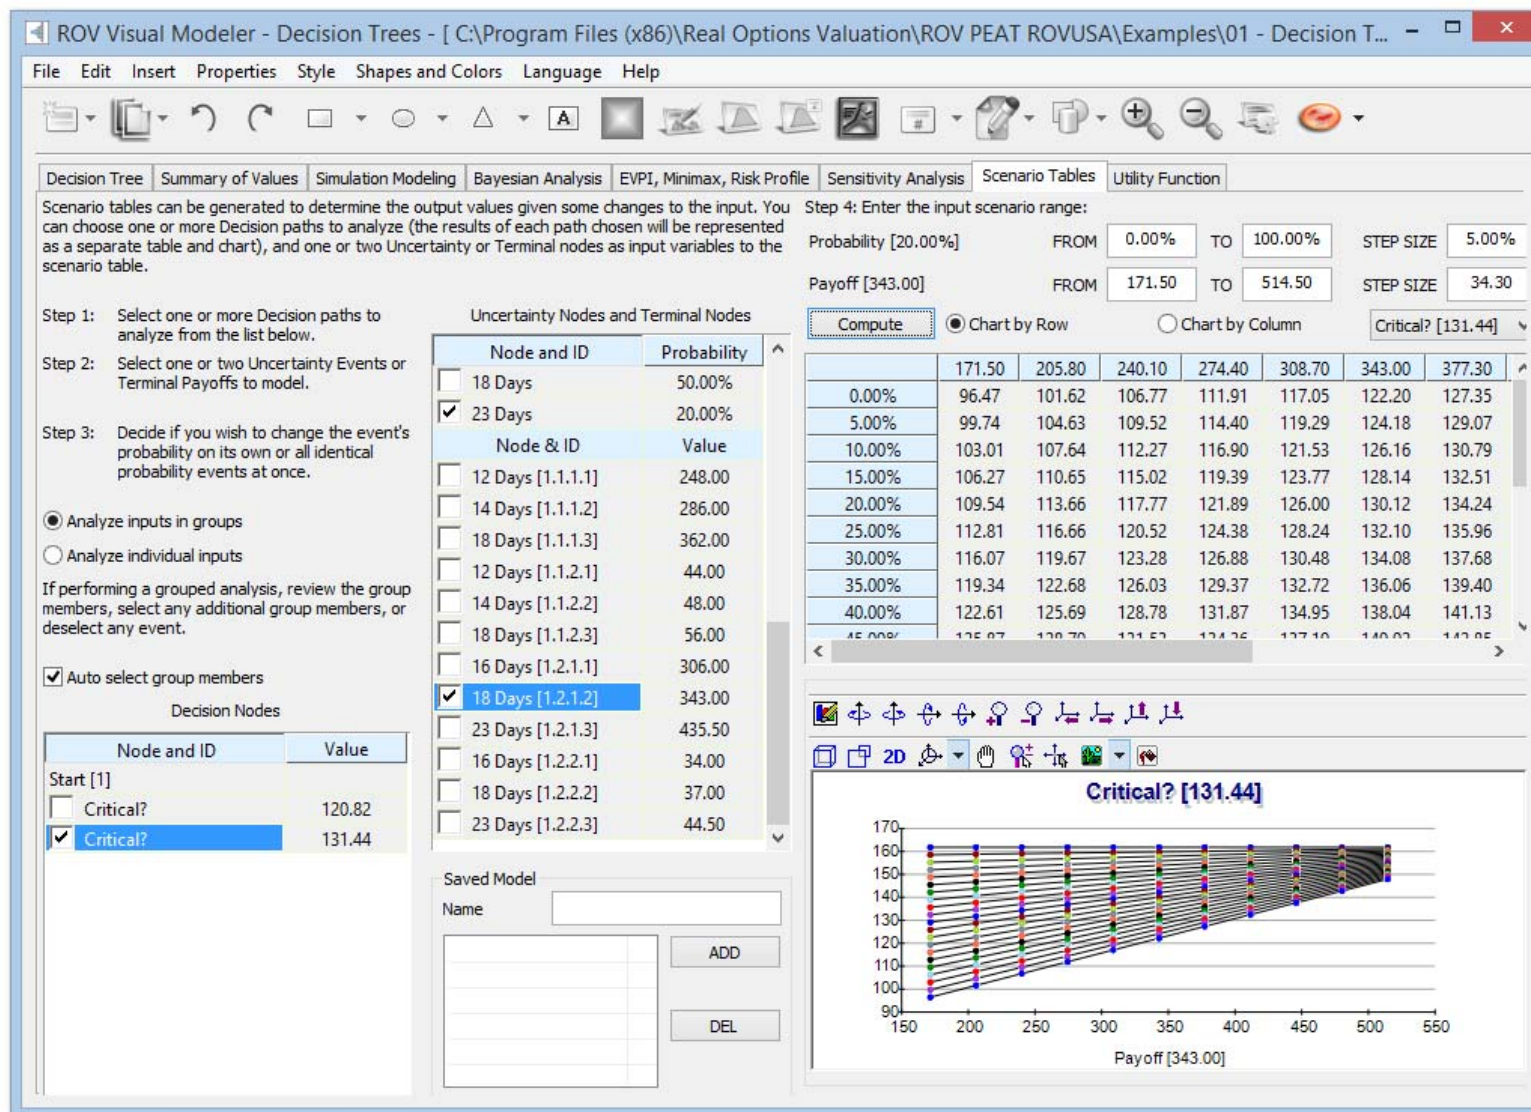 ROV Visual Modeler - Decision Trees - [ C:\Program Files (x86)\Real Options Valuation\ROV PEAT ROVUSA\Examples\01 - Decision T...
File Edit Insert Properties Style Shapes and Colors Language Help
A #
Decision Tree Summary of Values Simulation Modeling Bayesian Analysis EVPI, Minimax, Risk Profile Sensitivity Analysis Scenario Tables Utility Function
Scenario tables can be generated to determine the output values given some changes to the input. You
can choose one or more Decision paths to analyze (the results of each path chosen will be represented
as a separate table and chart), and one or two Uncertainty or Terminal nodes as input variables to the
scenario table.
Step 1: Select one or more Decision paths to
analyze from the list below.
Step 2: Select one or two Uncertainty Events or
Terminal Payoffs to model.
Step 3: Decide if you wish to change the event's
probability on its own or all identical
probability events at once.
Analyze inputs in groups
Analyze individual inputs
If performing a grouped analysis, review the group
members, select any additional group members, or
deselect any event.
Auto select group members
Decision Nodes
Node and ID Value
Start [1]
Critical? 120.82
Critical? 131.44
Uncertainty Nodes and Terminal Nodes
Node and ID Probability
18 Days 50.00%
23 Days 20.00%
Node & ID Value
12 Days [1.1.1.1] 248.00
14 Days [1.1.1.2] 286.00
18 Days [1.1.1.3] 362.00
12 Days [1.1.2.1] 44.00
14 Days [1.1.2.2] 48.00
18 Days [1.1.2.3] 56.00
16 Days [1.2.1.1] 306.00
18 Days [1.2.1.2] 343.00
23 Days [1.2.1.3] 435.50
16 Days [1.2.2.1] 34.00
18 Days [1.2.2.2] 37.00
23 Days [1.2.2.3] 44.50
Saved Model
Name
ADD
DEL
Step 4: Enter the input scenario range:
Probability [20.00%] FROM 0.00% TO 100.00% STEP SIZE 5.00%
Payoff [343.00] FROM 171.50 TO 514.50 STEP SIZE 34.30
Compute Chart by Row Chart by Column Critical? [131.44]
171.50 205.80 240.10 274.40 308.70 343.00 377.30
0.00% 96.47 101.62 106.77 111.91 117.05 122.20 127.35
5.00% 99.74 104.63 109.52 114.40 119.29 124.18 129.07
10.00% 103.01 107.64 112.27 116.90 121.53 126.16 130.79
15.00% 106.27 110.65 115.02 119.39 123.77 128.14 132.51
20.00% 109.54 113.66 117.77 121.89 126.00 130.12 134.24
25.00% 112.81 116.66 120.52 124.38 128.24 132.10 135.96
30.00% 116.07 119.67 123.28 126.88 130.48 134.08 137.68
35.00% 119.34 122.68 126.03 129.37 132.72 136.06 139.40
40.00% 122.61 125.69 128.78 131.87 134.95 138.04 141.13
2D
Critical? [131.44]
170
160
150
140
130
120
110
100
90
150 200 250 300 350 400 450 500 550
Payoff [343.00]